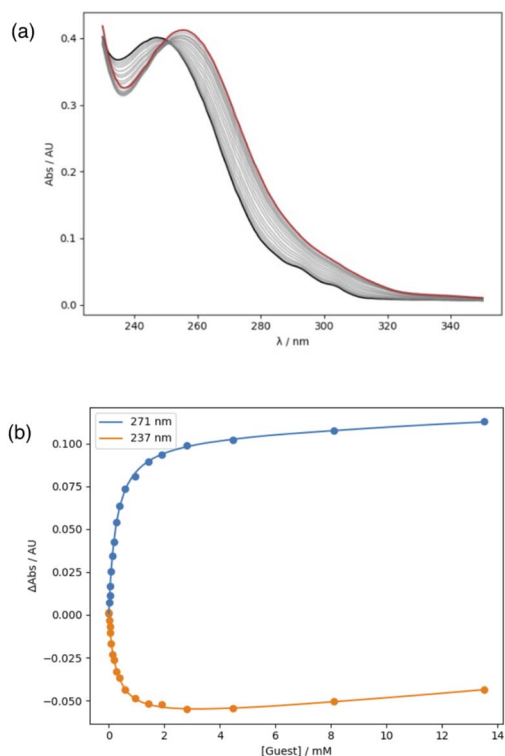 (a)
0.4
0.3
0.2
0.1
0.0
Abs / AU
240 260 280 300 320 340
λ / nm
(b)
271 nm
237 nm
0.100
0.075
0.050
0.025
0.000
−0.025
−0.050
ΔAbs / AU
0 2 4 6 8 10 12 14
[Guest] / mM